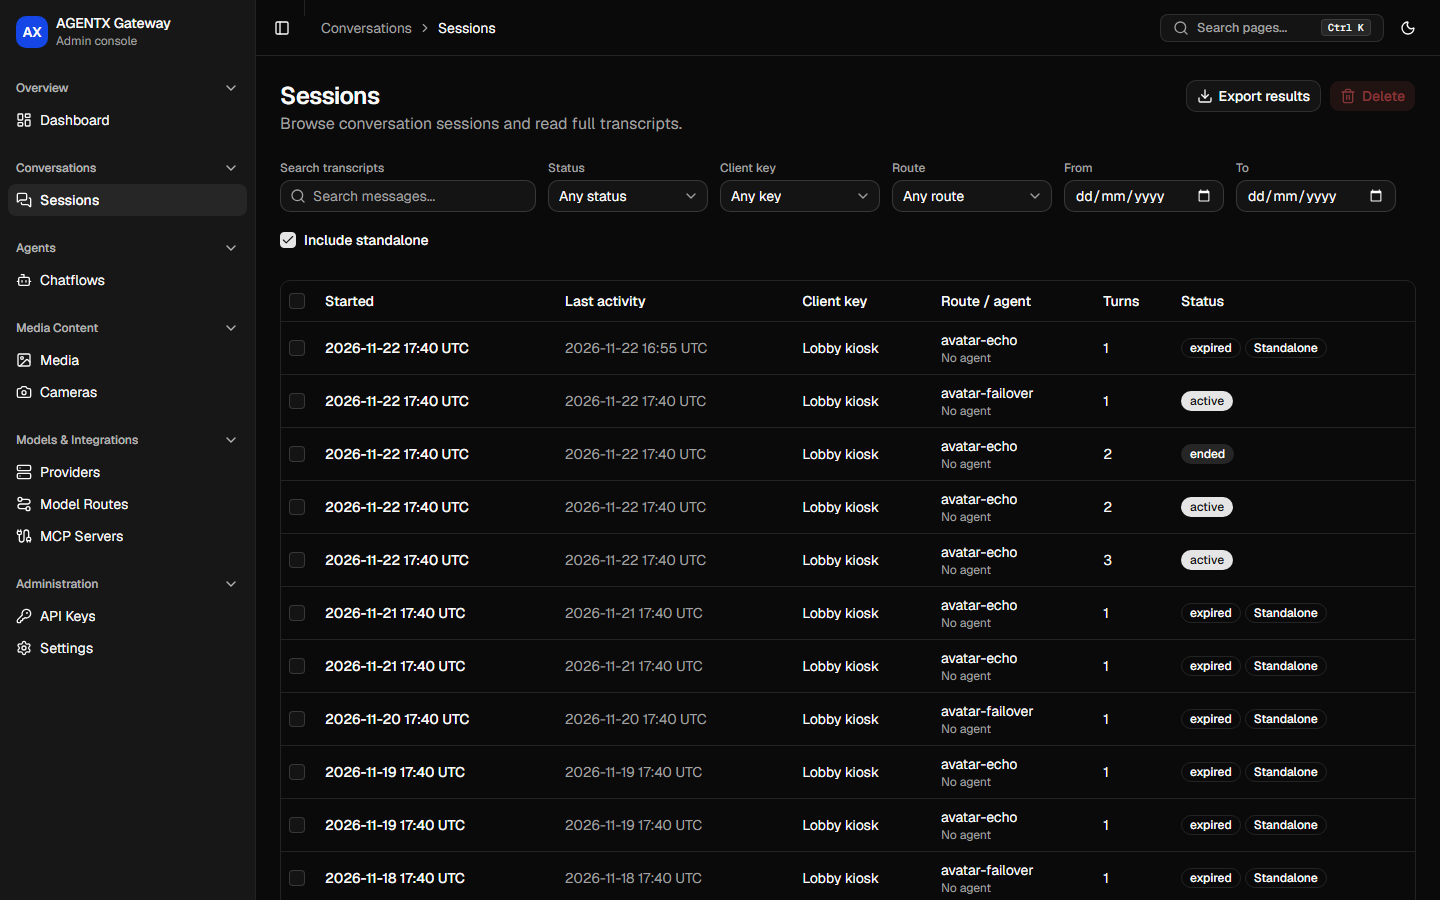 AX
AGENTX Gateway
Admin console
Overview
Dashboard
Conversations
Sessions
Agents
Chatflows
Media Content
Media
Cameras
Models & Integrations
Providers
Model Routes
MCP Servers
Administration
API Keys
Settings
Conversations > Sessions
Search pages... Ctrl K
Sessions
Browse conversation sessions and read full transcripts.
Export results
Delete
Search transcripts Status Client key Route From To
Search messages... Any status Any key Any route dd/mm/yyyy dd/mm/yyyy
Include standalone
Started Last activity Client key Route / agent Turns Status
2026-11-22 17:40 UTC 2026-11-22 16:55 UTC Lobby kiosk avatar-echo 1 expired Standalone
No agent
2026-11-22 17:40 UTC 2026-11-22 17:40 UTC Lobby kiosk avatar-failover 1 active
No agent
2026-11-22 17:40 UTC 2026-11-22 17:40 UTC Lobby kiosk avatar-echo 2 ended
No agent
2026-11-22 17:40 UTC 2026-11-22 17:40 UTC Lobby kiosk avatar-echo 2 active
No agent
2026-11-22 17:40 UTC 2026-11-22 17:40 UTC Lobby kiosk avatar-echo 3 active
No agent
2026-11-21 17:40 UTC 2026-11-21 17:40 UTC Lobby kiosk avatar-echo 1 expired Standalone
No agent
2026-11-21 17:40 UTC 2026-11-21 17:40 UTC Lobby kiosk avatar-echo 1 expired Standalone
No agent
2026-11-20 17:40 UTC 2026-11-20 17:40 UTC Lobby kiosk avatar-failover 1 expired Standalone
No agent
2026-11-19 17:40 UTC 2026-11-19 17:40 UTC Lobby kiosk avatar-echo 1 expired Standalone
No agent
2026-11-19 17:40 UTC 2026-11-19 17:40 UTC Lobby kiosk avatar-echo 1 expired Standalone
No agent
2026-11-18 17:40 UTC 2026-11-18 17:40 UTC Lobby kiosk avatar-failover 1 expired Standalone
No agent